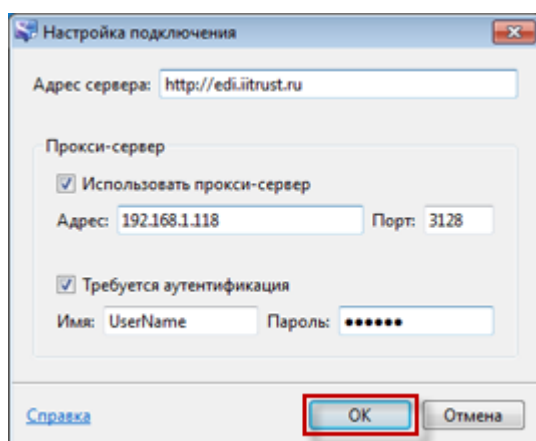 Настройка подключения
Адрес сервера: http://edi.iitrust.ru
Прокси-сервер
Использовать прокси-сервер
Адрес: 192.168.1.118 Порт: 3128
Требуется аутентификация
Имя: UserName Пароль: ●●●●●●
Справка OK Отмена